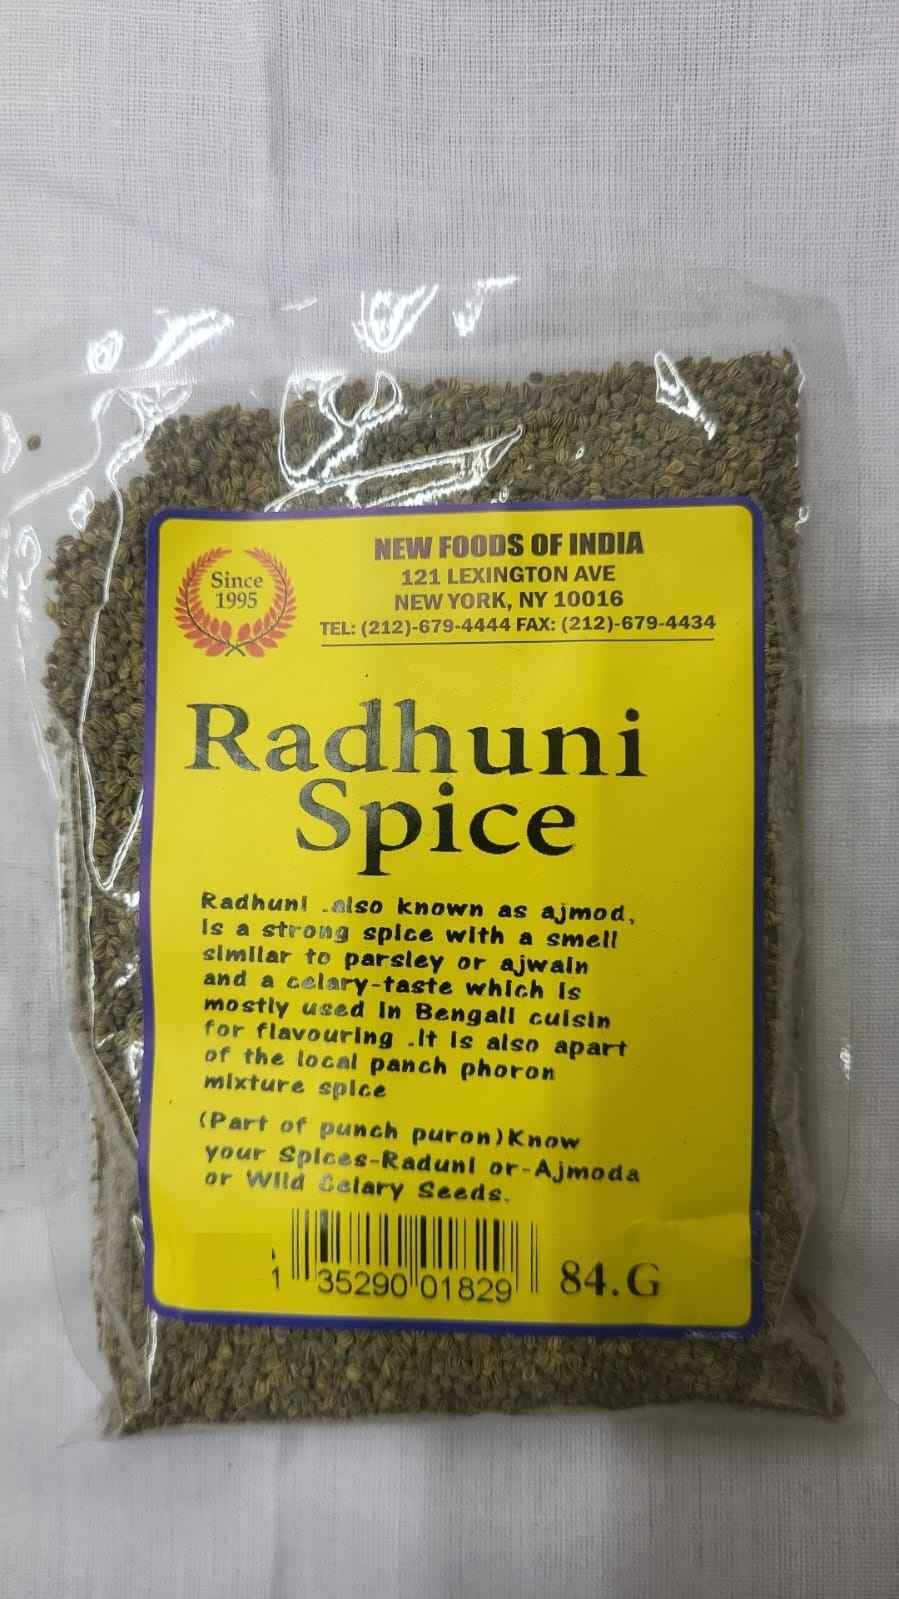 Since
1995
NEW FOODS OF INDIA
121 LEXINGTON AVE
NEW YORK, NY 10016
TEL: (212)-679-4444 FAX: (212)-679-4434
Radhuni
Spice
Radhuni .also known as ajmod,
is a strong spice with a smell
similar to parsley or ajwain
and a celary-taste which is
mostly used in Bengali cuisin
for flavouring .it is also apart
of the local panch phoron
mixture spice
(Part of punch puron)Know
your Spices-Raduni or-Ajmoda
or Wild Celary Seeds.
1 35290 01829
84.G